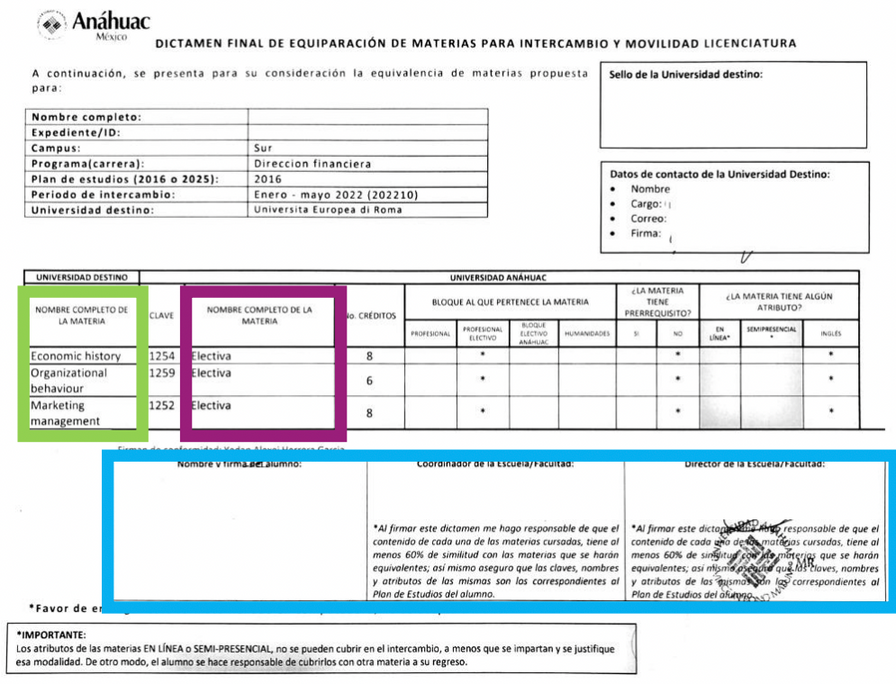 Anáhuac
México
DICTAMEN FINAL DE EQUIPARACIÓN DE MATERIAS PARA INTERCAMBIO Y MOVILIDAD LICENCIATURA
A continuación, se presenta para su consideración la equivalencia de materias propuesta
para:
Sello de la Universidad destino:
Nombre completo:
Expediente/ID:
Campus: Sur
Programa(carrera): Direccion financiera
Plan de estudios (2016 o 2025): 2016
Periodo de intercambio: Enero - mayo 2022 (202210)
Universidad destino: Universita Europea di Roma
Datos de contacto de la Universidad Destino:
• Nombre
• Cargo:
• Correo:
• Firma:
UNIVERSIDAD DESTINO UNIVERSIDAD ANÁHUAC
NOMBRE COMPLETO DE
LA MATERIA
CLAVE
NOMBRE COMPLETO DE LA
MATERIA
No. CRÉDITOS
BLOQUE AL QUE PERTENECE LA MATERIA
¿LA MATERIA
TIENE
PRERREQUISITO?
¿LA MATERIA TIENE ALGÚN
ATRIBUTO?
PROFESIONAL
PROFESIONAL
ELECTIVO
BLOQUE
ELECTIVO
ANÁHUAC
HUMANIDADES
SI
NO
EN
LÍNEA*
SEMIPRESENCIAL
*
INGLÉS
Economic history 1254 Electiva 8 * * *
Organizational 1259 Electiva 6 * * *
behaviour
Marketing 1252 Electiva 8 * * *
management
Nombre y firma del alumno: Coordinador de la Escuela/Facultad: Director de la Escuela/Facultad:
*Al firmar este dictamen me hago responsable de que el
contenido de cada una de las materias cursadas, tiene al
menos 60% de similitud con las materias que se harán
equivalentes; así mismo aseguro que las claves, nombres
y atributos de las mismas son los correspondientes al
Plan de Estudios del alumno.
*Al firmar este dictamen me hago responsable de que el
contenido de cada una de las materias cursadas, tiene al
menos 60% de similitud con las materias que se harán
equivalentes; así mismo aseguro que las claves, nombres
y atributos de las mismas son los correspondientes al
Plan de Estudios del alumno.
MR
*Favor de
*IMPORTANTE:
Los atributos de las materias EN LÍNEA o SEMI-PRESENCIAL, no se pueden cubrir en el intercambio, a menos que se impartan y se justifique
esa modalidad. De otro modo, el alumno se hace responsable de cubrirlos con otra materia a su regreso.